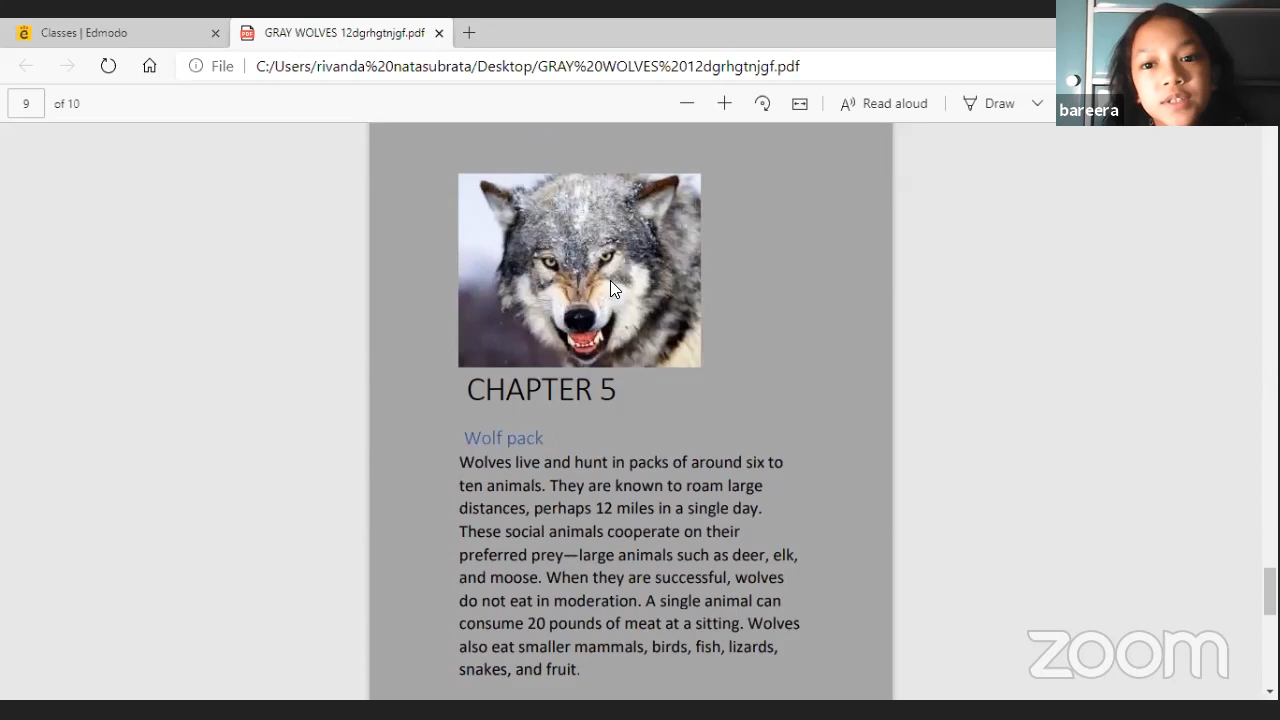 Classes | Edmodo
GRAY WOLVES 12dgrhgtnjgf.pdf
File
C:/Users/rivanda%20natasubrata/Desktop/GRAY%20WOLVES%2012dgrhgtnjgf.pdf
9 of 10
Read aloud
Draw
bareera
CHAPTER 5
Wolf pack
Wolves live and hunt in packs of around six to
ten animals. They are known to roam large
distances, perhaps 12 miles in a single day.
These social animals cooperate on their
preferred prey—large animals such as deer, elk,
and moose. When they are successful, wolves
do not eat in moderation. A single animal can
consume 20 pounds of meat at a sitting. Wolves
also eat smaller mammals, birds, fish, lizards,
snakes, and fruit.
zoom